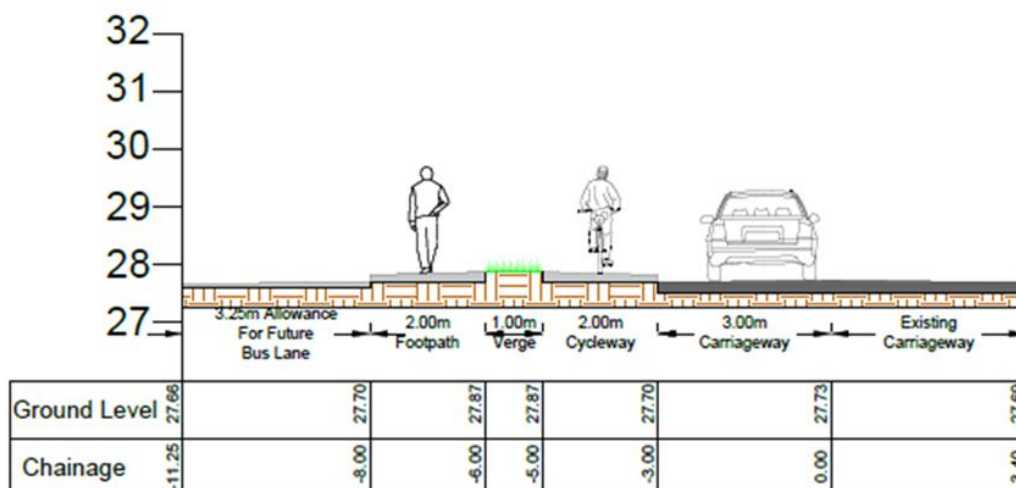 32
31
30
29
28
27
3.25m Allowance
For Future
Bus Lane
2.00m
Footpath
1.00m
Verge
2.00m
Cycleway
3.00m
Carriageway
Existing
Carriageway
Ground Level 27.66 27.70 27.87 27.87 27.70 27.73
Chainage -11.25 -8.00 -6.00 -5.00 -3.00 0.00